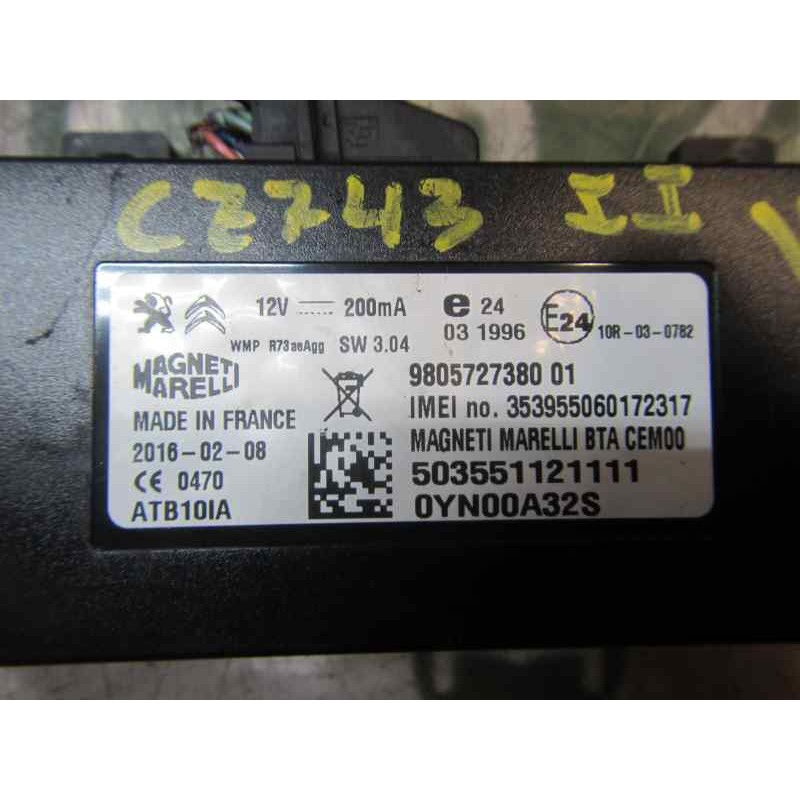 CZ743 II
12V 200mA e 24
03 1996 E24 10R-03-0782
WMP R73aeAgg SW 3.04
MAGNETI
MARELLI
9805727380 01
IMEI no. 353955060172317
MADE IN FRANCE
MAGNETI MARELLI BTA CEM00
2016-02-08
503551121111
CE 0470
ATB10IA
0YN00A32S